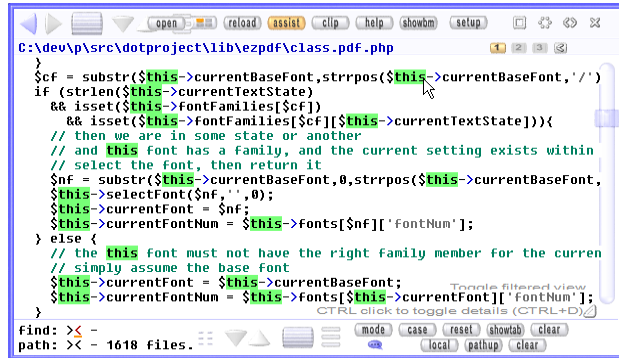 open reload assist clip help showbm setup
C:\dev\p\src\dotproject\lib\ezpdf\class.pdf.php 1 2 3
}
$cf = substr($this->currentBaseFont,strrpos($this->currentBaseFont,'/')
if (strlen($this->currentTextState)
&& isset($this->fontFamilies[$cf])
&& isset($this->fontFamilies[$cf][$this->currentTextState])){
// then we are in some state or another
// and this font has a family, and the current setting exists within
// select the font, then return it
$nf = substr($this->currentBaseFont,0,strrpos($this->currentBaseFont,
$this->selectFont($nf,'',0);
$this->currentFont = $nf;
$this->currentFontNum = $this->fonts[$nf]['fontNum'];
} else {
// the this font must not have the right family member for the curren
// simply assume the base font
$this->currentFont = $this->currentBaseFont;
Toggle filtered view
$this->currentFontNum = $this->fonts[$this->currentFont]['fontNum'];
CTRL click to toggle details (CTRL+D)
}
find: >< -
path: >< - 1618 files.
mode case reset showtab clear
local pathup clear